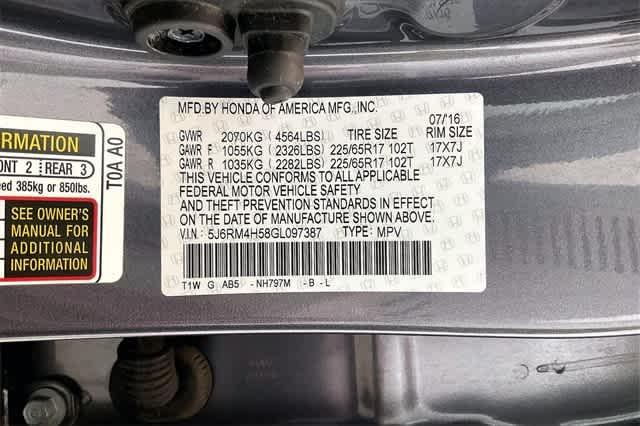 MFD.BY HONDA OF AMERICA MFG.,INC.
07/16
GVWR 2070KG (4564LBS) TIRE SIZE RIM SIZE
GAWR F 1055KG (2326LBS) 225/65R17 102T 17X7J
GAWR R 1035KG (2282LBS) 225/65R17 102T 17X7J
THIS VEHICLE CONFORMS TO ALL APPLICABLE
FEDERAL MOTOR VEHICLE SAFETY
AND THEFT PREVENTION STANDARDS IN EFFECT
ON THE DATE OF MANUFACTURE SHOWN ABOVE.
V.I.N.: 5J6RM4H58GL097387 TYPE: MPV
T1W G AB5 -NH797M -B-L
ORMATION
ONT 2 REAR 3
eed 385kg or 850lbs.
SEE OWNER'S
MANUAL FOR
ADDITIONAL
INFORMATION
T0A A0